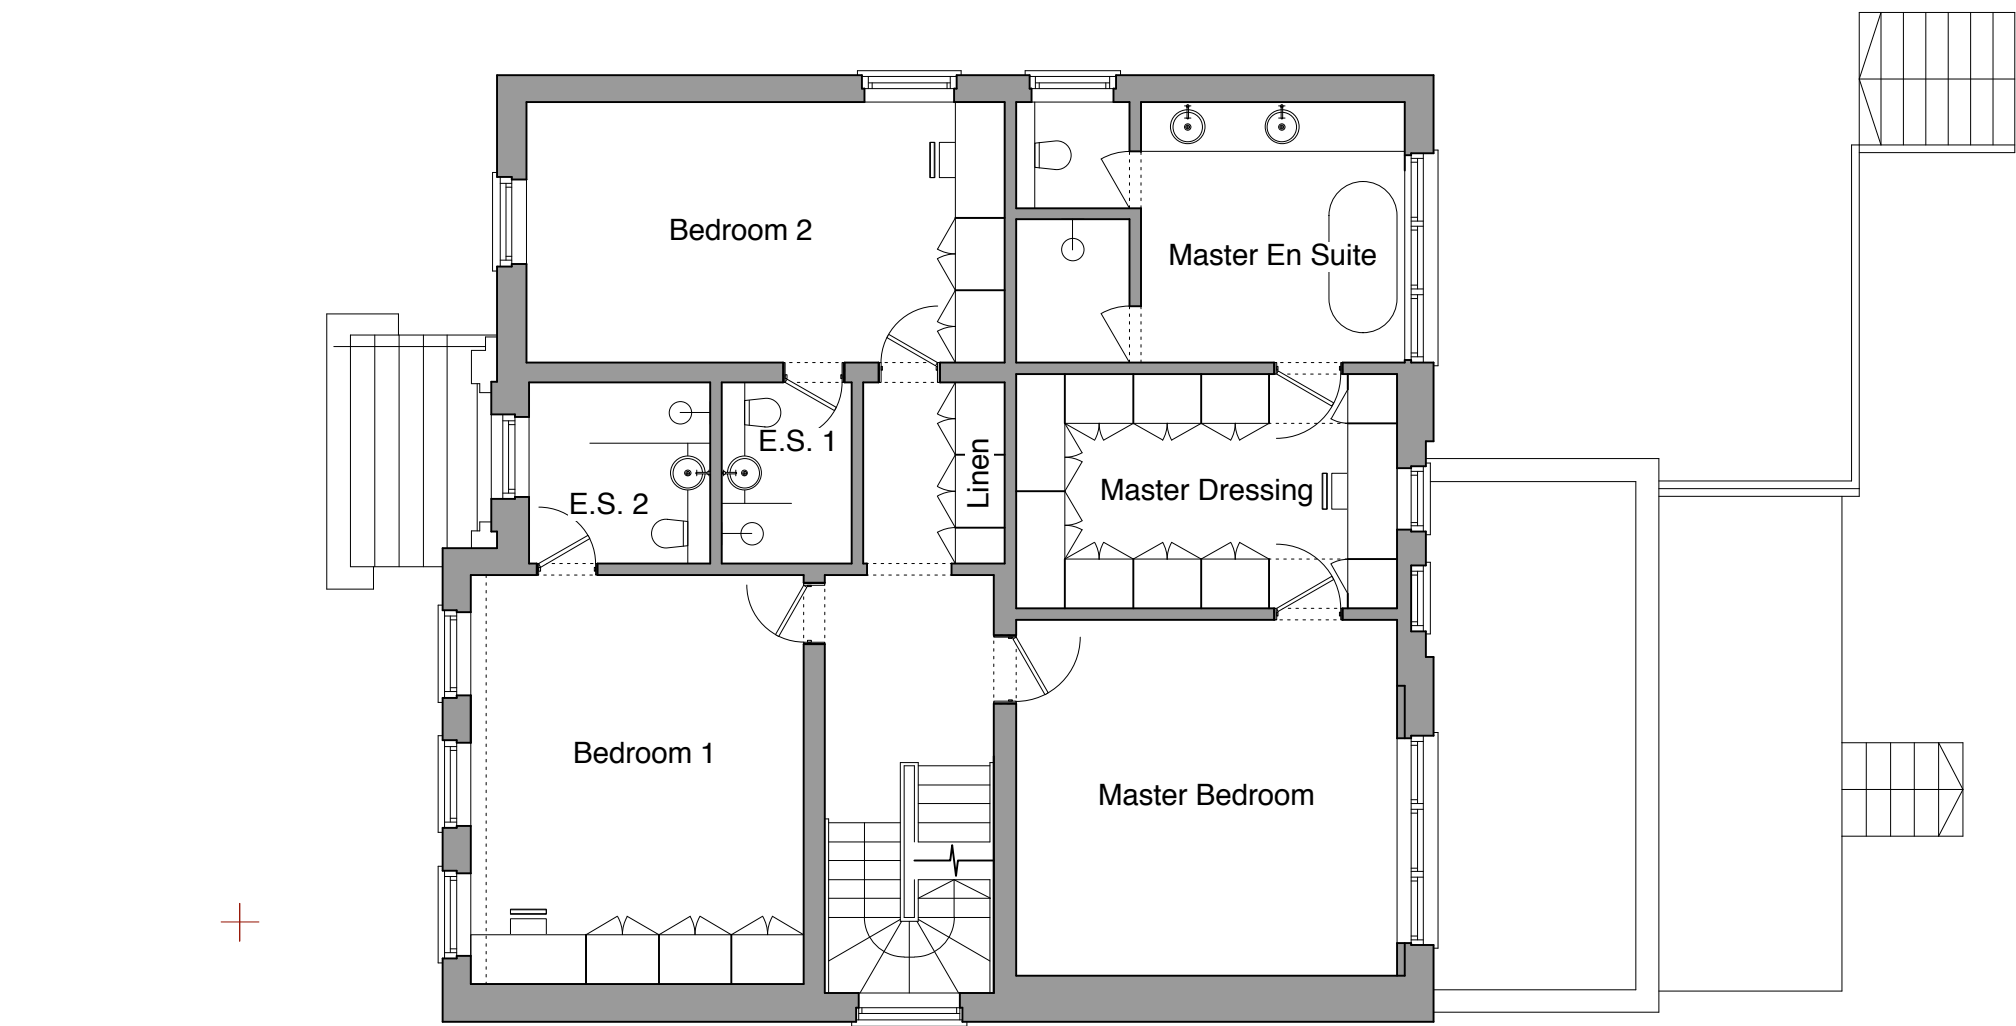 Bedroom 2
Master En Suite
E.S. 1
Linen
Master Dressing
E.S. 2
Bedroom 1
Master Bedroom